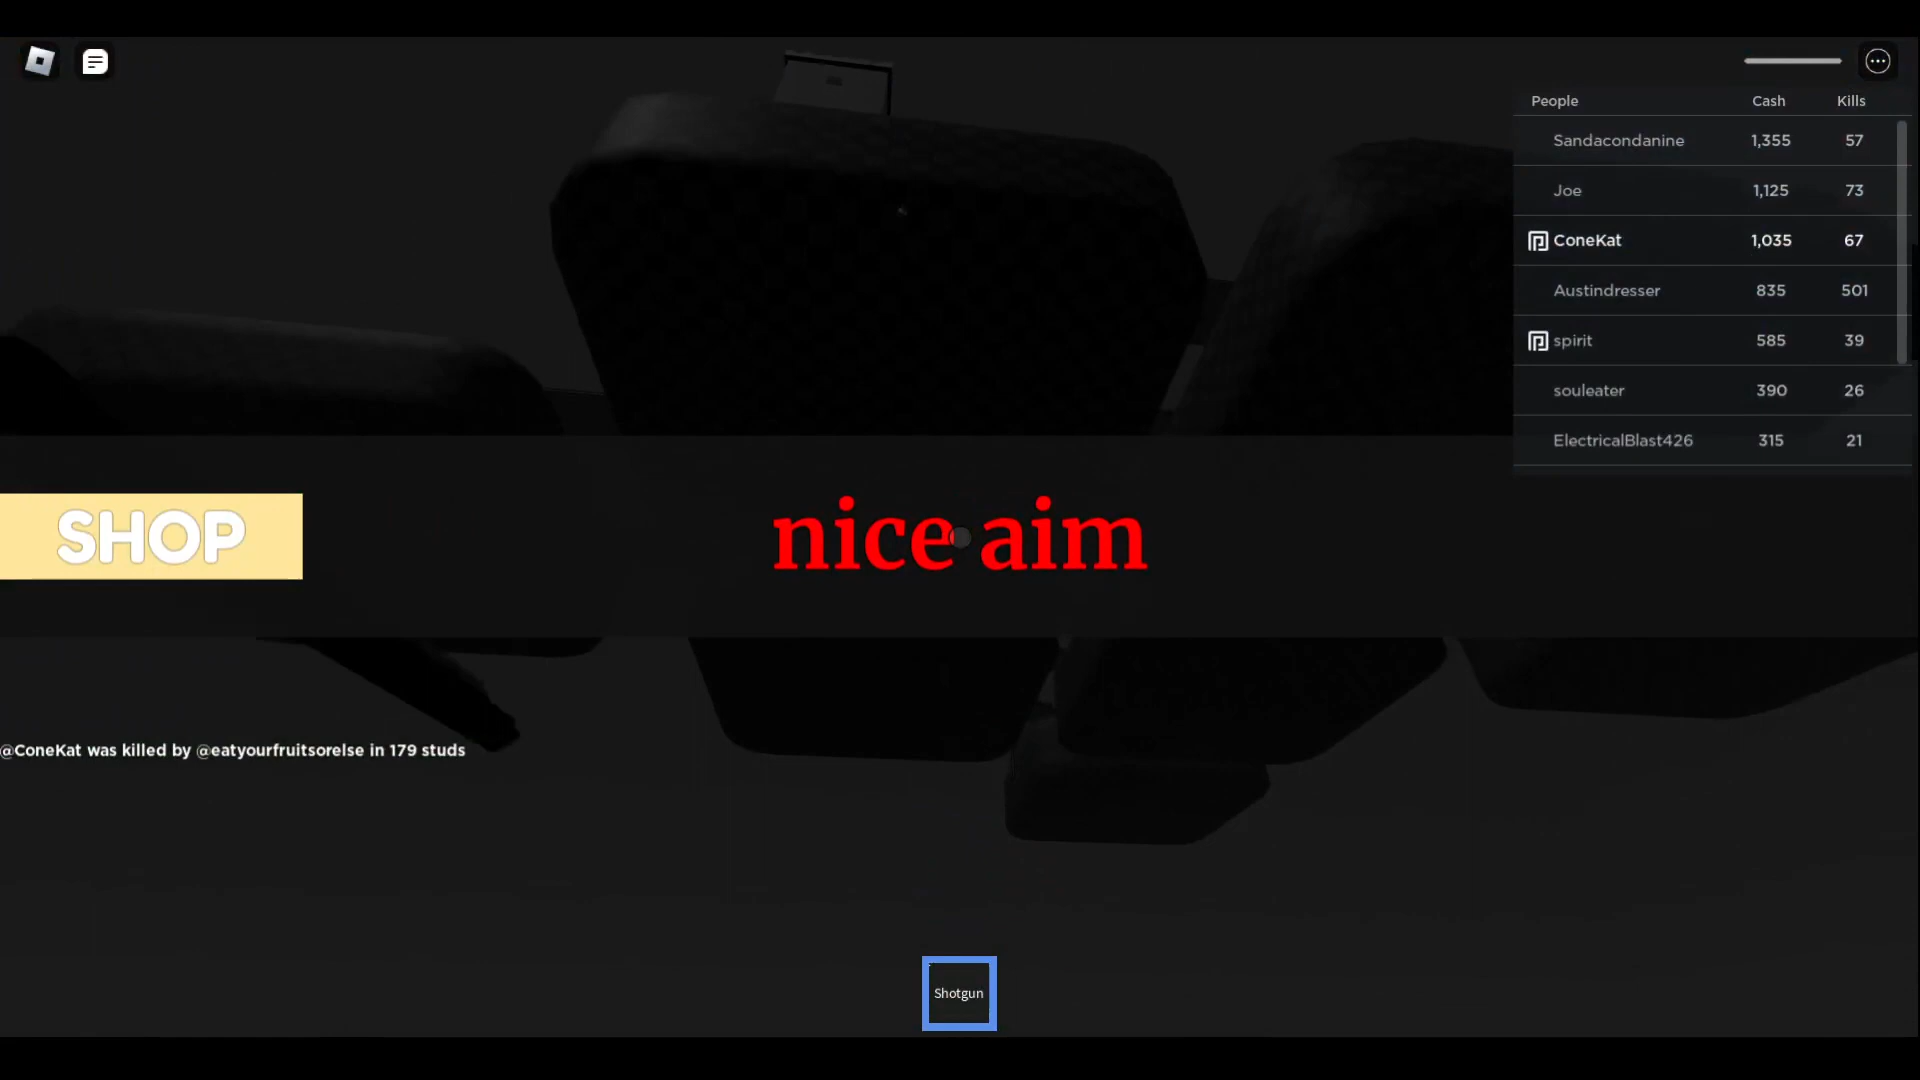 People Cash Kills
Sandacondanine 1,355 57
Joe 1,125 73
ConeKat 1,035 67
Austindresser 835 501
spirit 585 39
souleater 390 26
ElectricalBlast426 315 21
SHOP
nice aim
@ConeKat was killed by @eatyourfruitsorelse in 179 studs
Shotgun